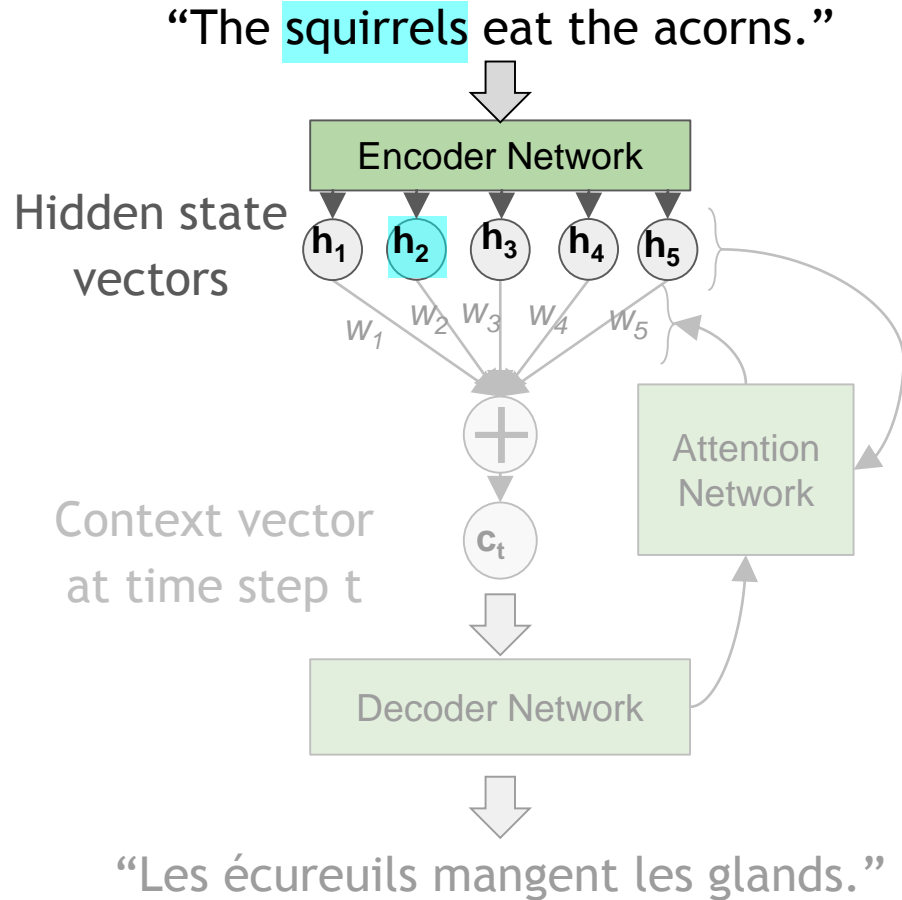 “The squirrels eat the acorns.”
Encoder Network
Hidden state
vectors
h₁ h₂ h₃ h₄ h₅
w₁ w₂ w₃ w₄ w₅
+
Attention
Network
Context vector
at time step t
cₜ
Decoder Network
“Les écureuils mangent les glands.”